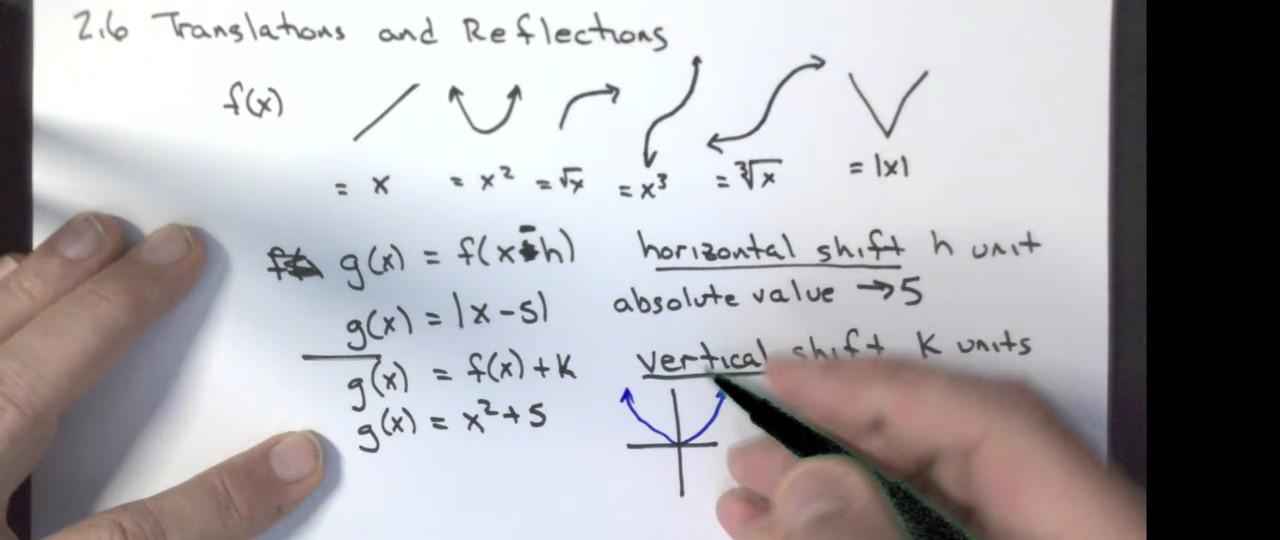 2.6 Translations and Reflections
f(x)
= x = x² = √x = x³ = ∛x = |x|
g(x) = f(x-h) horizontal shift h unit
g(x) = |x-5| absolute value → 5
g(x) = f(x)+K vertical shift K units
g(x) = x²+5